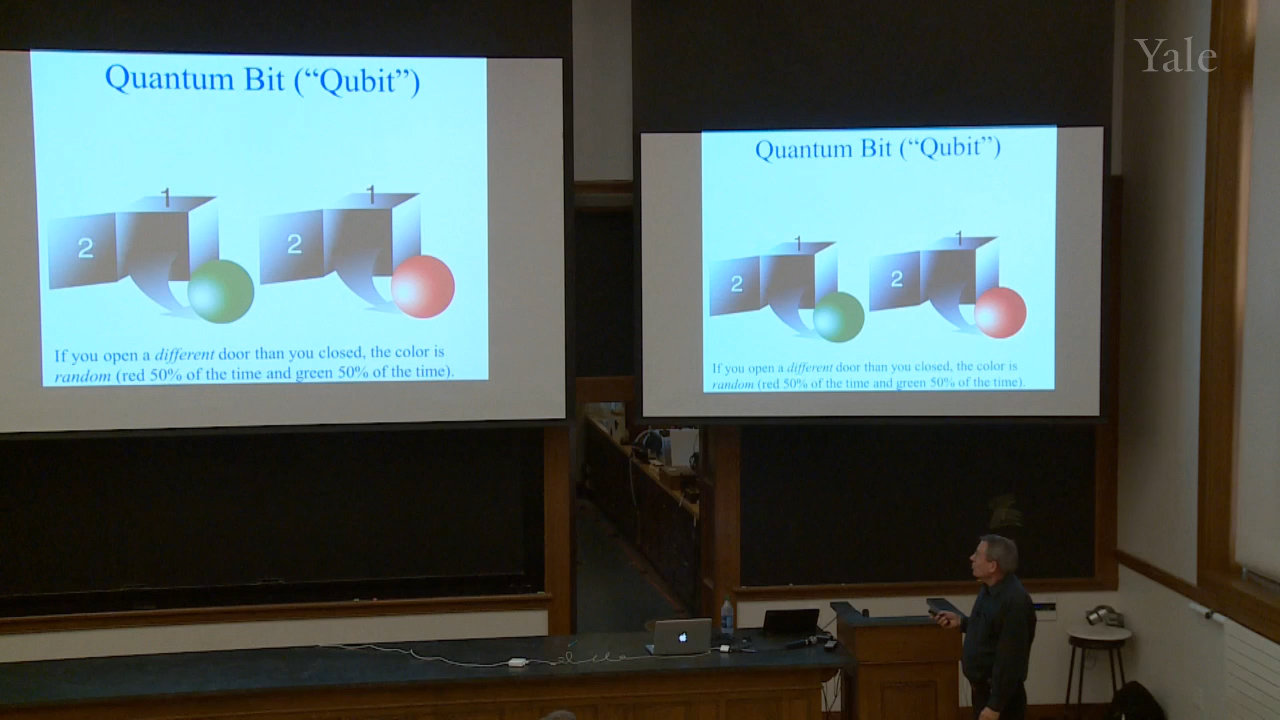 Yale
Quantum Bit (“Qubit”)
1
1
2
2
If you open a different door than you closed, the color is
random (red 50% of the time and green 50% of the time).
Quantum Bit (“Qubit”)
1
1
2
2
If you open a different door than you closed, the color is
random (red 50% of the time and green 50% of the time).